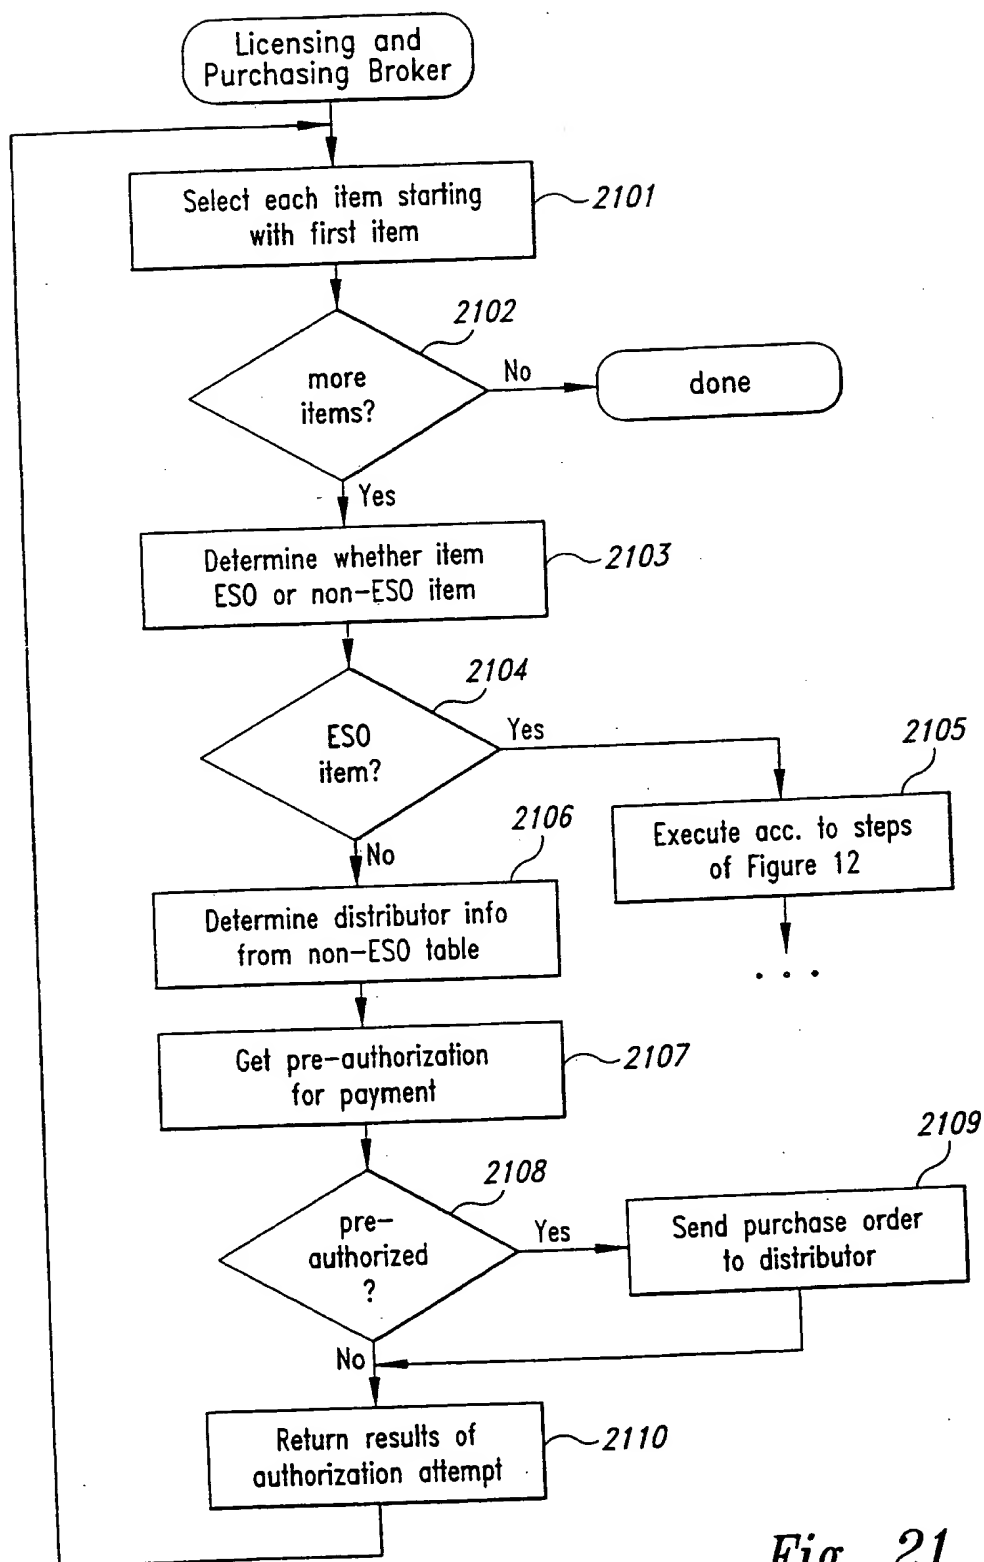 Licensing and
Purchasing Broker
Select each item starting
with first item
2101
2102
more
items?
No
done
Yes
Determine whether item
ESO or non-ESO item
2103
2104
ESO
item?
Yes
2105
Execute acc. to steps
of Figure 12
. . .
No
2106
Determine distributor info
from non-ESO table
Get pre-authorization
for payment
2107
2108
pre-
authorized
?
Yes
2109
Send purchase order
to distributor
No
Return results of
authorization attempt
2110
Fig. 21